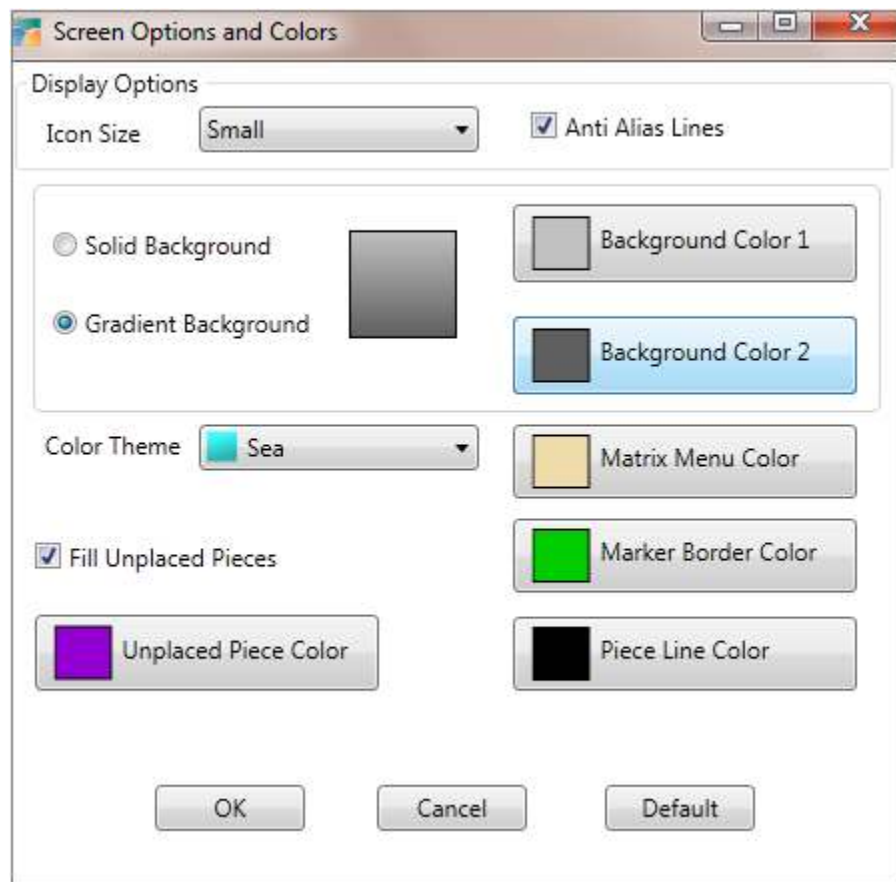 Screen Options and Colors
Display Options
Icon Size
Small
Anti Alias Lines
Solid Background
Background Color 1
Gradient Background
Background Color 2
Color Theme
Sea
Matrix Menu Color
Fill Unplaced Pieces
Marker Border Color
Unplaced Piece Color
Piece Line Color
OK
Cancel
Default